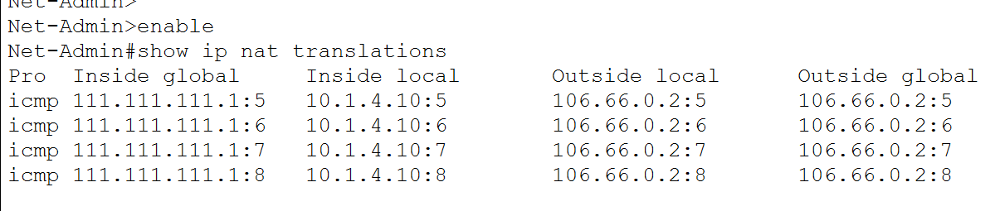 Net-Admin>
Net-Admin>enable
Net-Admin#show ip nat translations
Pro  Inside global     Inside local       Outside local      Outside global
icmp 111.111.111.1:5   10.1.4.10:5        106.66.0.2:5       106.66.0.2:5
icmp 111.111.111.1:6   10.1.4.10:6        106.66.0.2:6       106.66.0.2:6
icmp 111.111.111.1:7   10.1.4.10:7        106.66.0.2:7       106.66.0.2:7
icmp 111.111.111.1:8   10.1.4.10:8        106.66.0.2:8       106.66.0.2:8